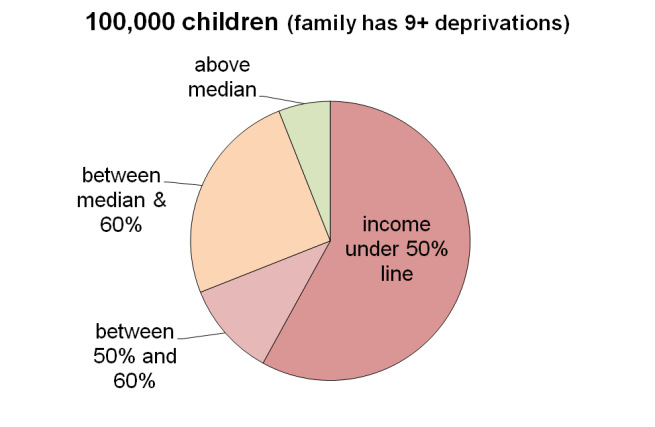 100,000 children (family has 9+ deprivations)
above
median
between
median &
60%
income
under 50%
line
between
50% and
60%